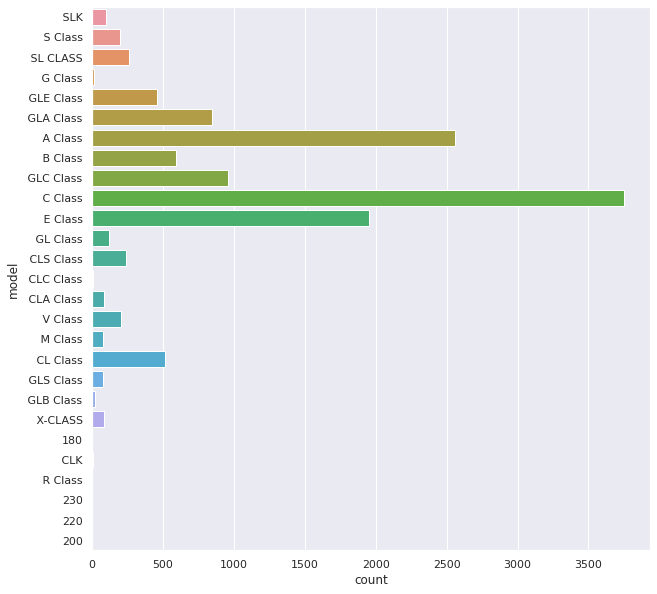 SLK
S Class
SL CLASS
G Class
GLE Class
GLA Class
A Class
B Class
GLC Class
C Class
E Class
GL Class
CLS Class
CLC Class
CLA Class
V Class
M Class
CL Class
GLS Class
GLB Class
X-CLASS
180
CLK
R Class
230
220
200
model
0 500 1000 1500 2000 2500 3000 3500
count